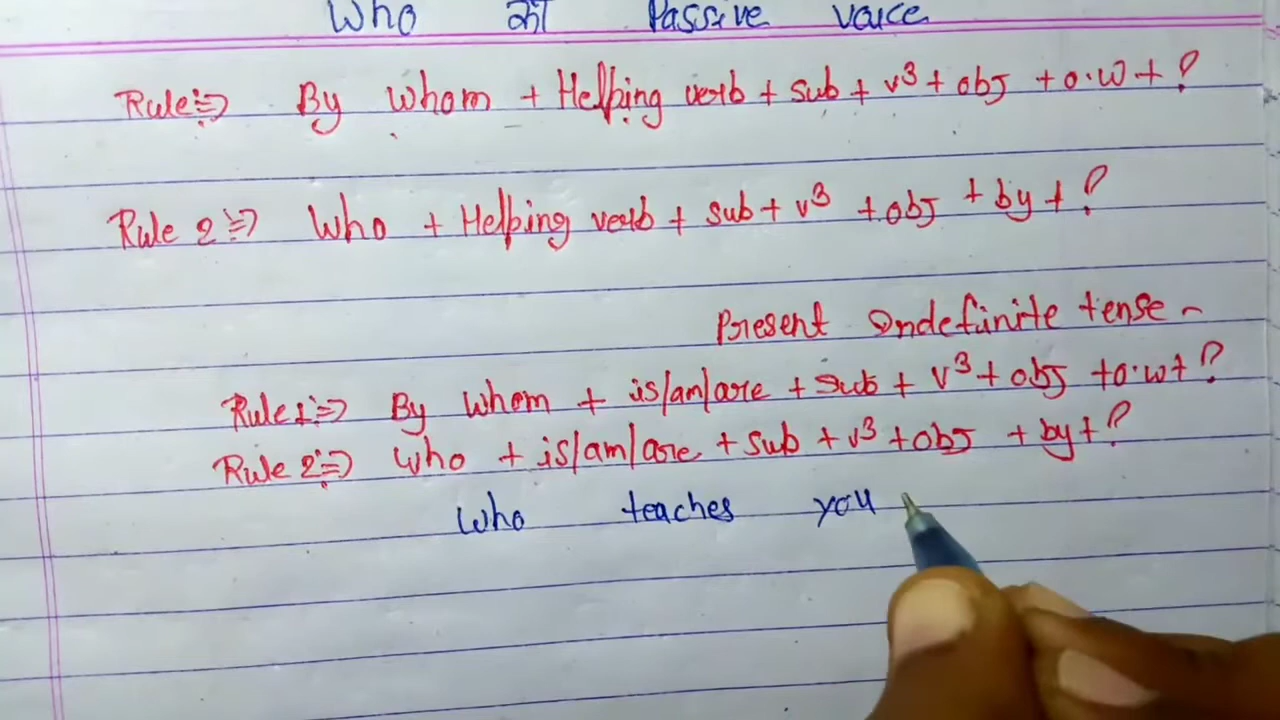 Who का Passive voice
Rule⇒ By whom + Helping verb + sub + v³ + obj + o.w + ?
Rule 2⇒ Who + Helping verb + sub + v³ + obj + by + ?
Present Indefinite tense -
Rule 1⇒ By whom + is/am/are + sub + v³ + obj + o.w + ?
Rule 2⇒ Who + is/am/are + sub + v³ + obj + by + ?
Who teaches you